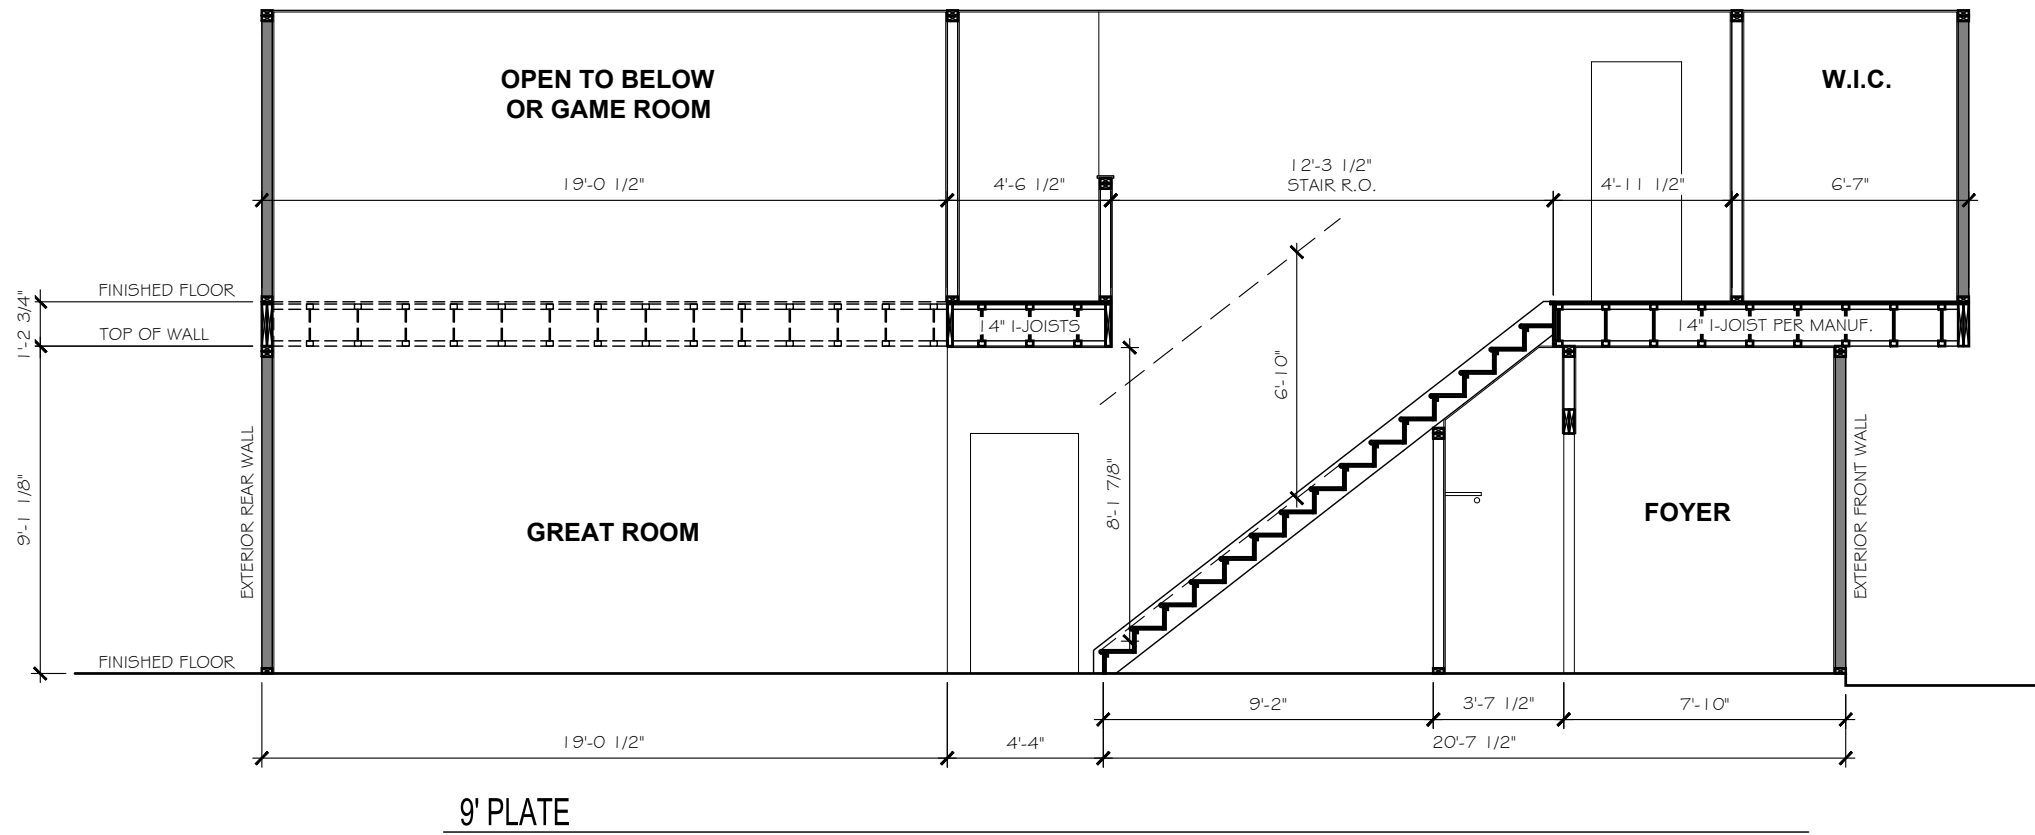 OPEN TO BELOW
OR GAME ROOM
W.I.C.
19'-0 1/2"
4'-6 1/2"
12'-3 1/2"
STAIR R.O.
4'-11 1/2"
6'-7"
FINISHED FLOOR
1'-2 3/4"
TOP OF WALL
14" I-JOISTS
14" I-JOIST PER MANUF.
6'-10"
8'-1 7/8"
9'-1 1/8"
EXTERIOR REAR WALL
GREAT ROOM
FOYER
EXTERIOR FRONT WALL
FINISHED FLOOR
9'-2"
3'-7 1/2"
7'-10"
19'-0 1/2"
4'-4"
20'-7 1/2"
9' PLATE